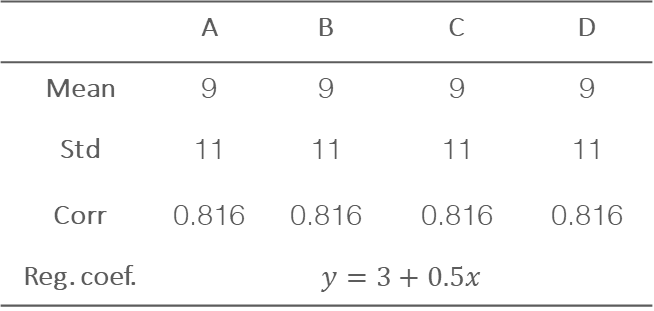 A B C D
Mean 9 9 9 9
Std 11 11 11 11
Corr 0.816 0.816 0.816 0.816
Reg. coef. 𝑦 = 3 + 0.5𝑥